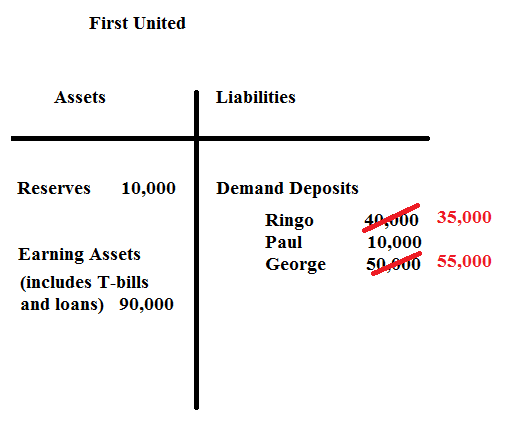 First United
Assets Liabilities
Reserves 10,000 Demand Deposits
Ringo 40,000 35,000
Paul 10,000
Earning Assets
George 50,000 55,000
(includes T-bills
and loans) 90,000